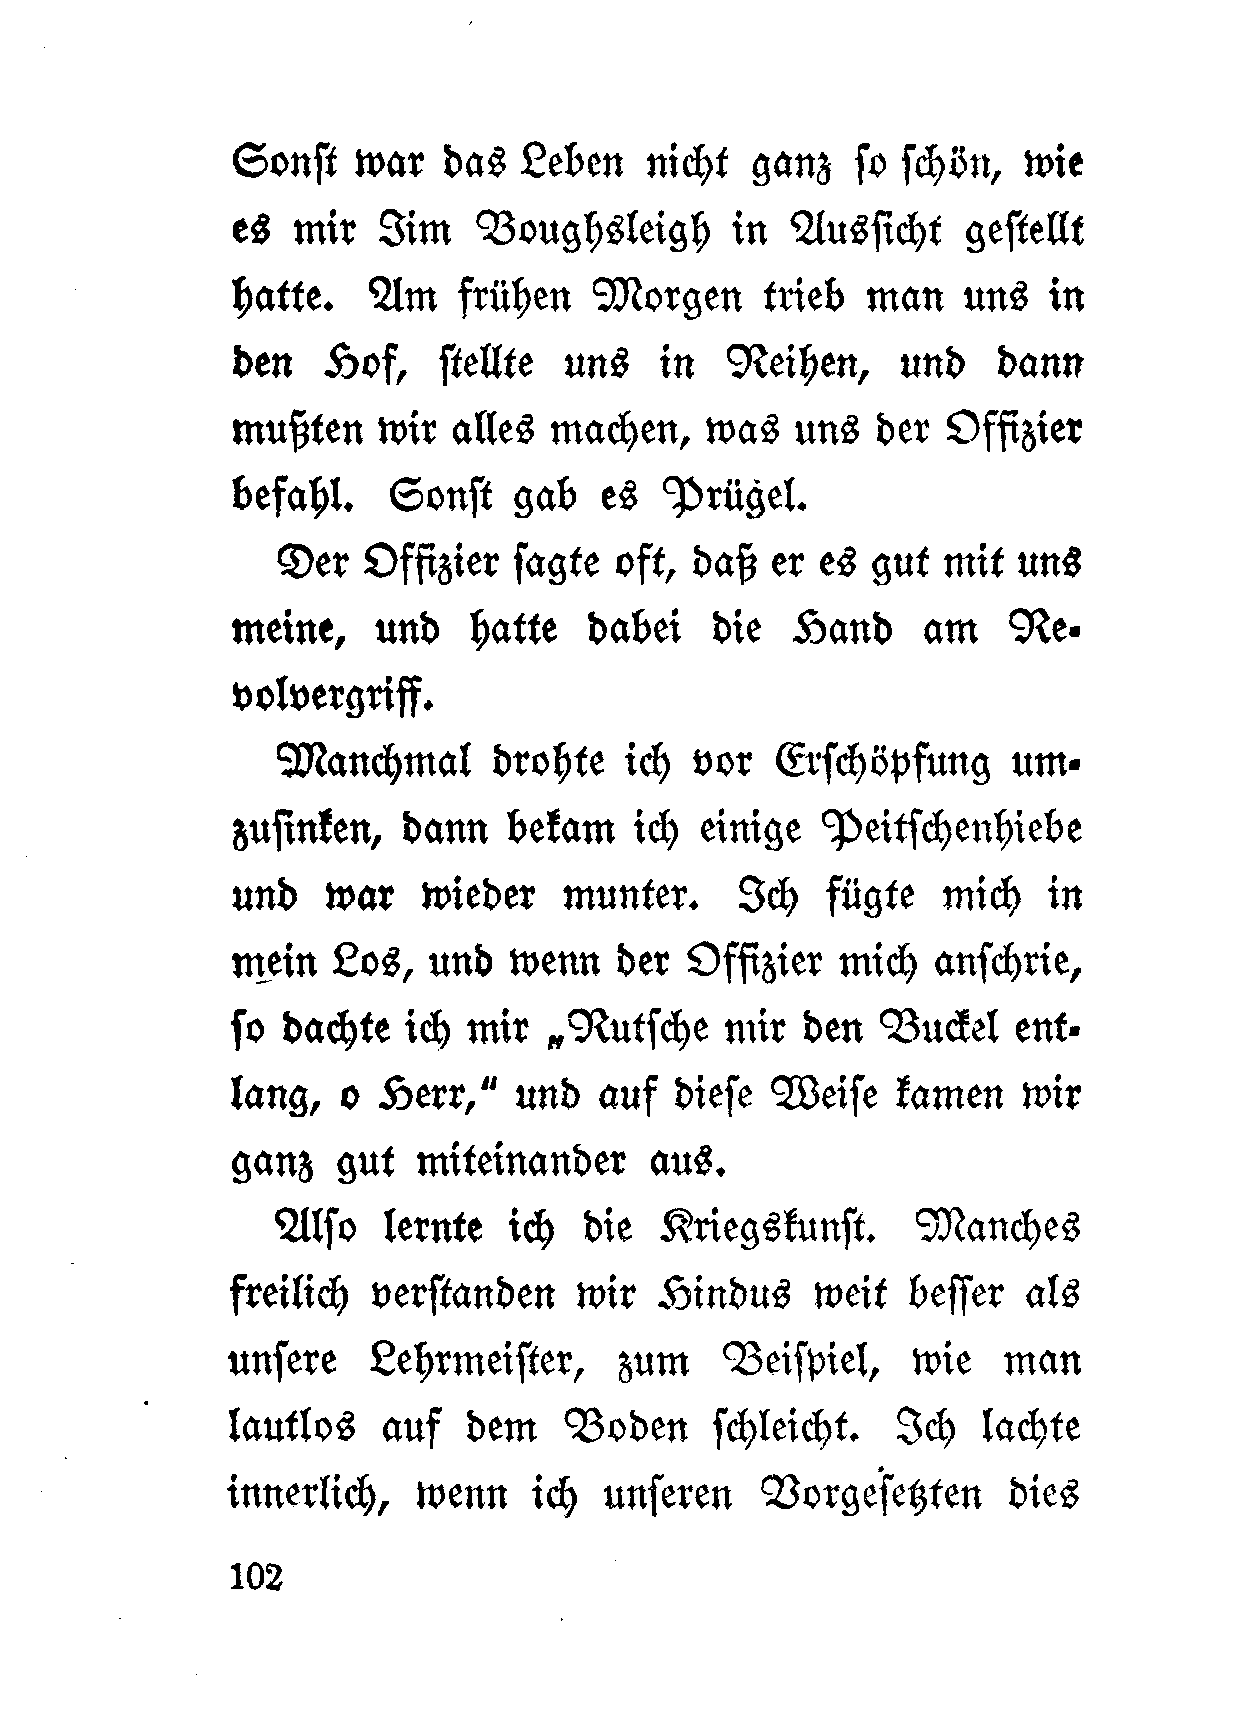 Sonſt war das Leben nicht ganz ſo ſchön, wie
es mir Jim Boughsleigh in Ausſicht geſtellt
hatte. Am frühen Morgen trieb man uns in
den Hof, ſtellte uns in Reihen, und dann
mußten wir alles machen, was uns der Offizier
befahl. Sonſt gab es Prügel.
Der Offizier ſagte oft, daß er es gut mit uns
meine, und hatte dabei die Hand am Re-
volvergriff.
Manchmal drohte ich vor Erſchöpfung um-
zuſinken, dann bekam ich einige Peitſchenhiebe
und war wieder munter. Ich fügte mich in
mein Los, und wenn der Offizier mich anſchrie,
ſo dachte ich mir „Rutſche mir den Buckel ent-
lang, o Herr,“ und auf dieſe Weiſe kamen wir
ganz gut miteinander aus.
Alſo lernte ich die Kriegskunſt. Manches
freilich verſtanden wir Hindus weit beſſer als
unſere Lehrmeiſter, zum Beiſpiel, wie man
lautlos auf dem Boden ſchleicht. Ich lachte
innerlich, wenn ich unſeren Vorgeſetzten dies
102